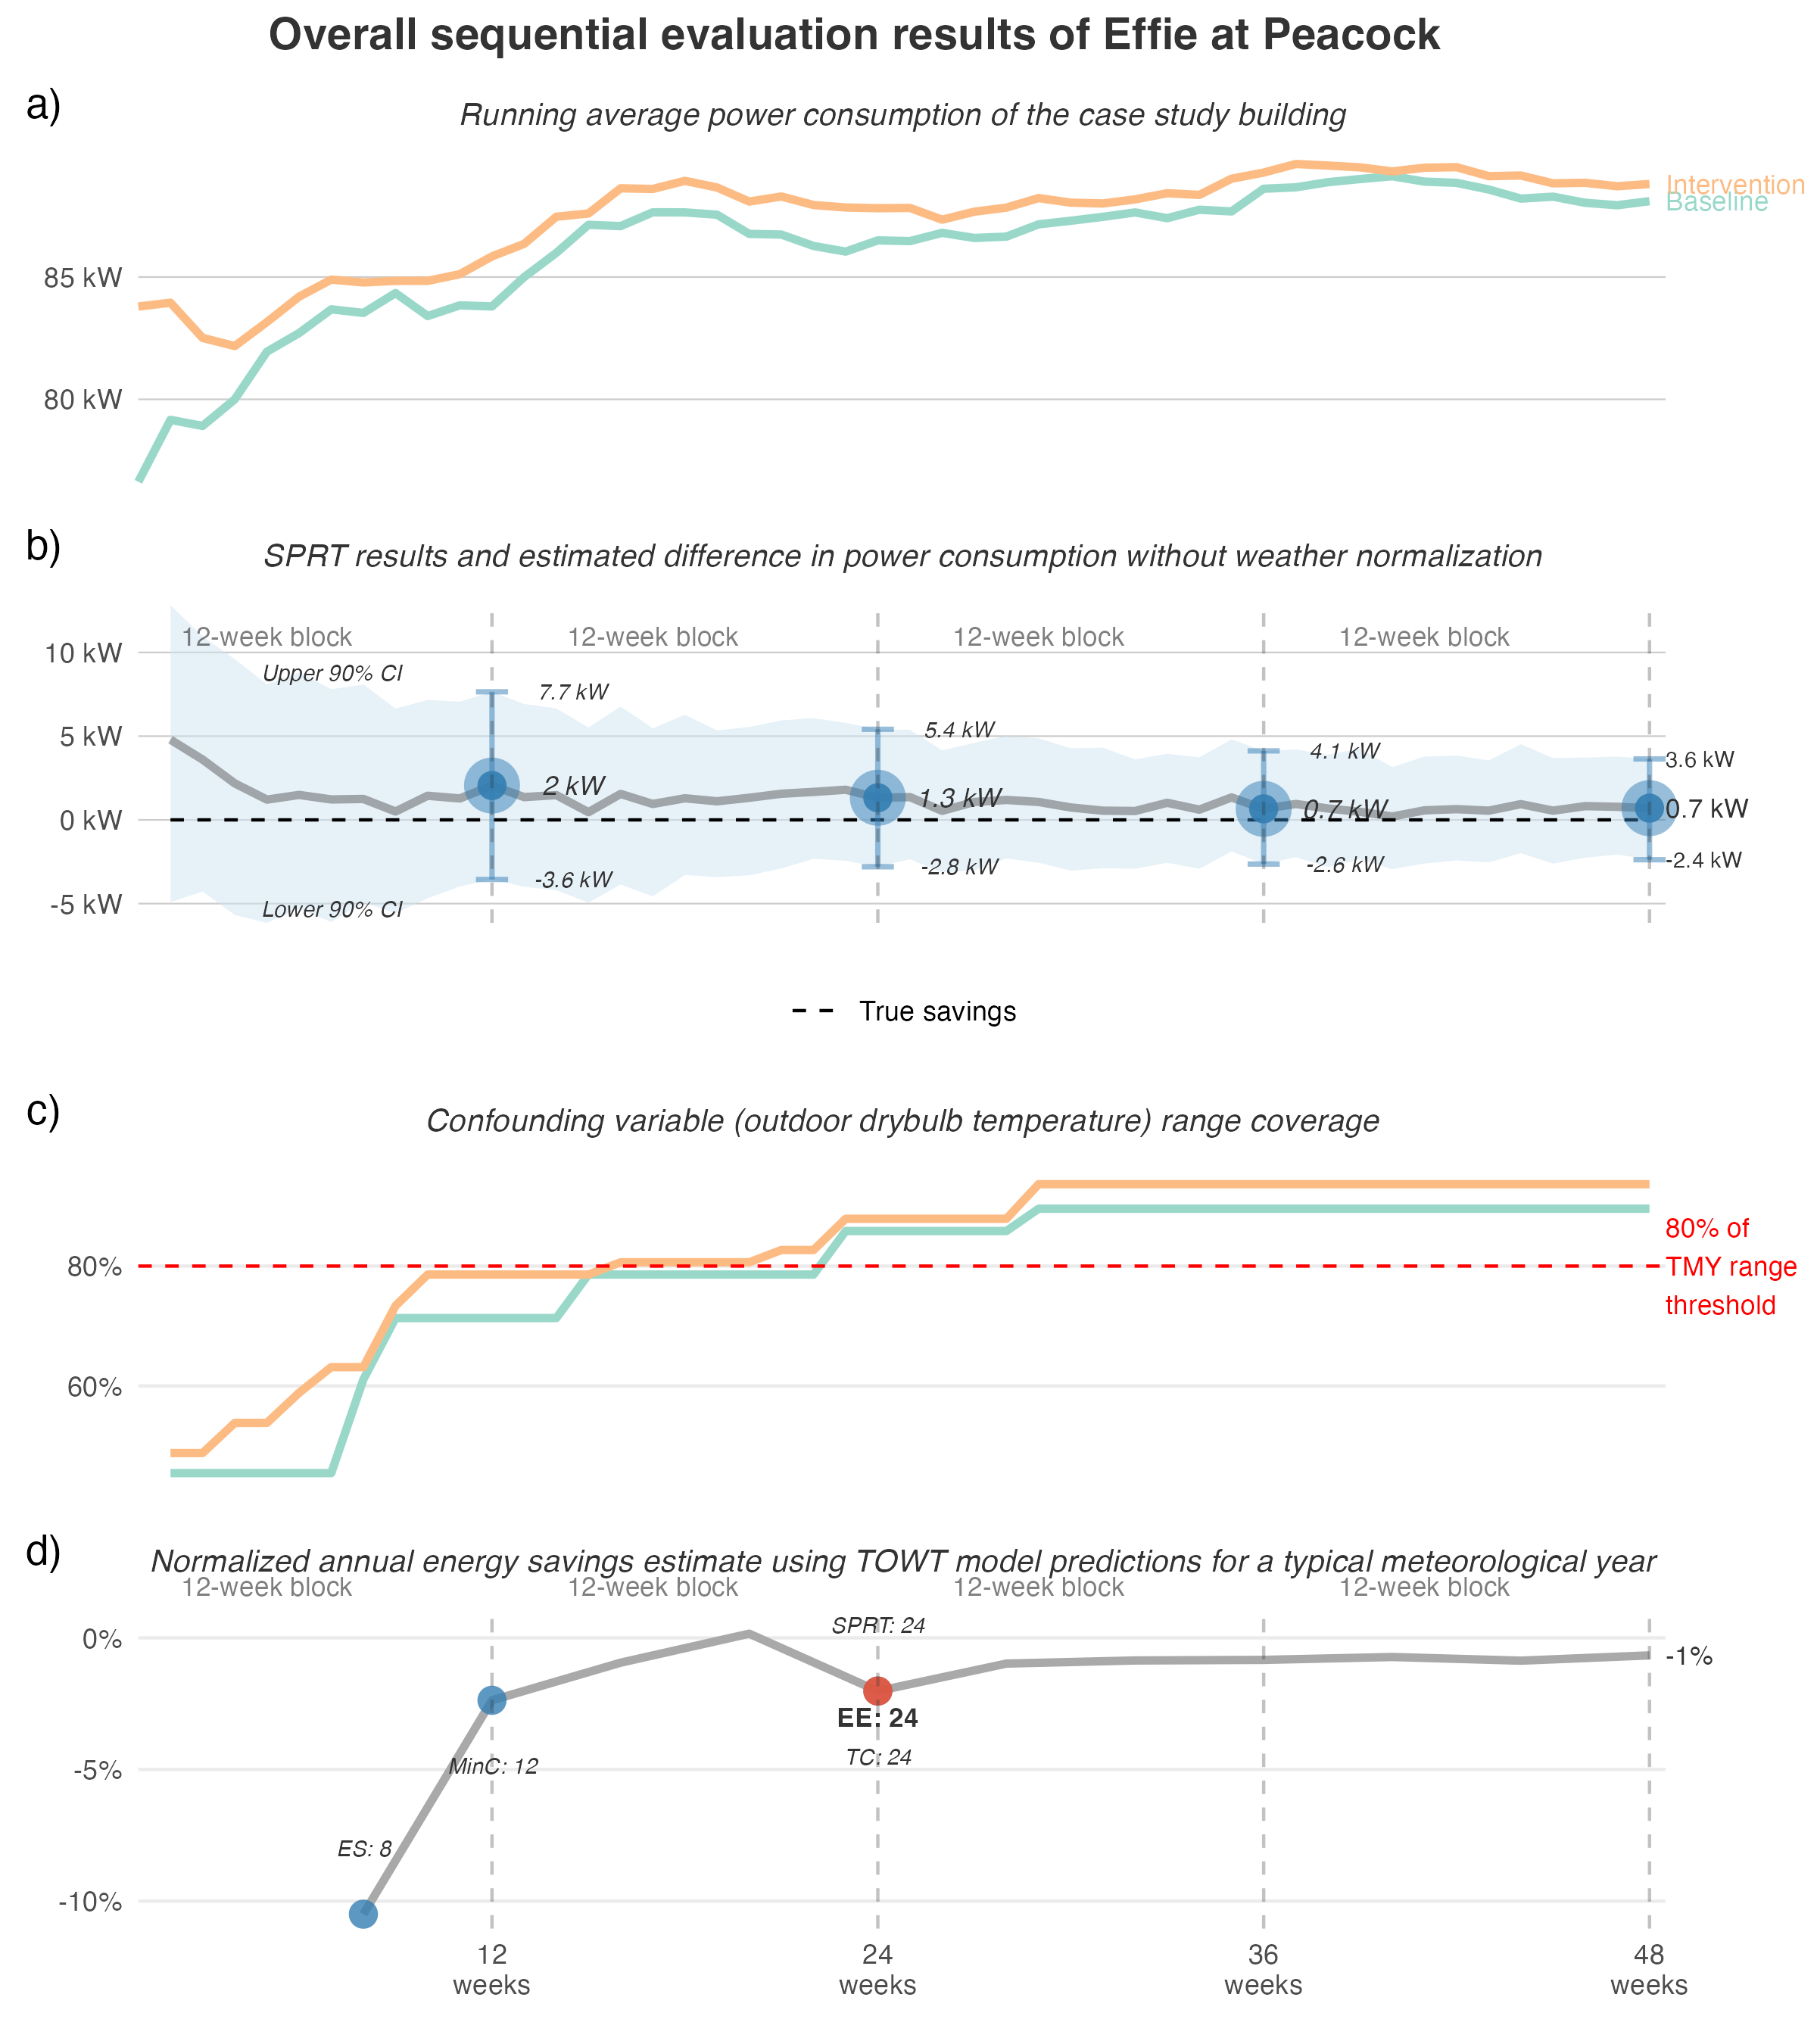 Overall sequential evaluation results of Effie at Peacock
a)
Running average power consumption of the case study building
Intervention
Baseline
85 kW
80 kW
b)
SPRT results and estimated difference in power consumption without weather normalization
12-week block 12-week block 12-week block 12-week block
10 kW
Upper 90% CI
7.7 kW
5.4 kW
4.1 kW
3.6 kW
5 kW
2 kW
1.3 kW
0.7 kW
0.7 kW
0 kW
-3.6 kW
-2.8 kW
-2.6 kW
-2.4 kW
-5 kW
Lower 90% CI
True savings
c)
Confounding variable (outdoor drybulb temperature) range coverage
80%
80% of
TMY range
threshold
60%
d)
Normalized annual energy savings estimate using TOWT model predictions for a typical meteorological year
12-week block 12-week block 12-week block 12-week block
SPRT: 24
0%
-1%
EE: 24
TC: 24
MinC: 12
-5%
ES: 8
-10%
12
weeks
24
weeks
36
weeks
48
weeks